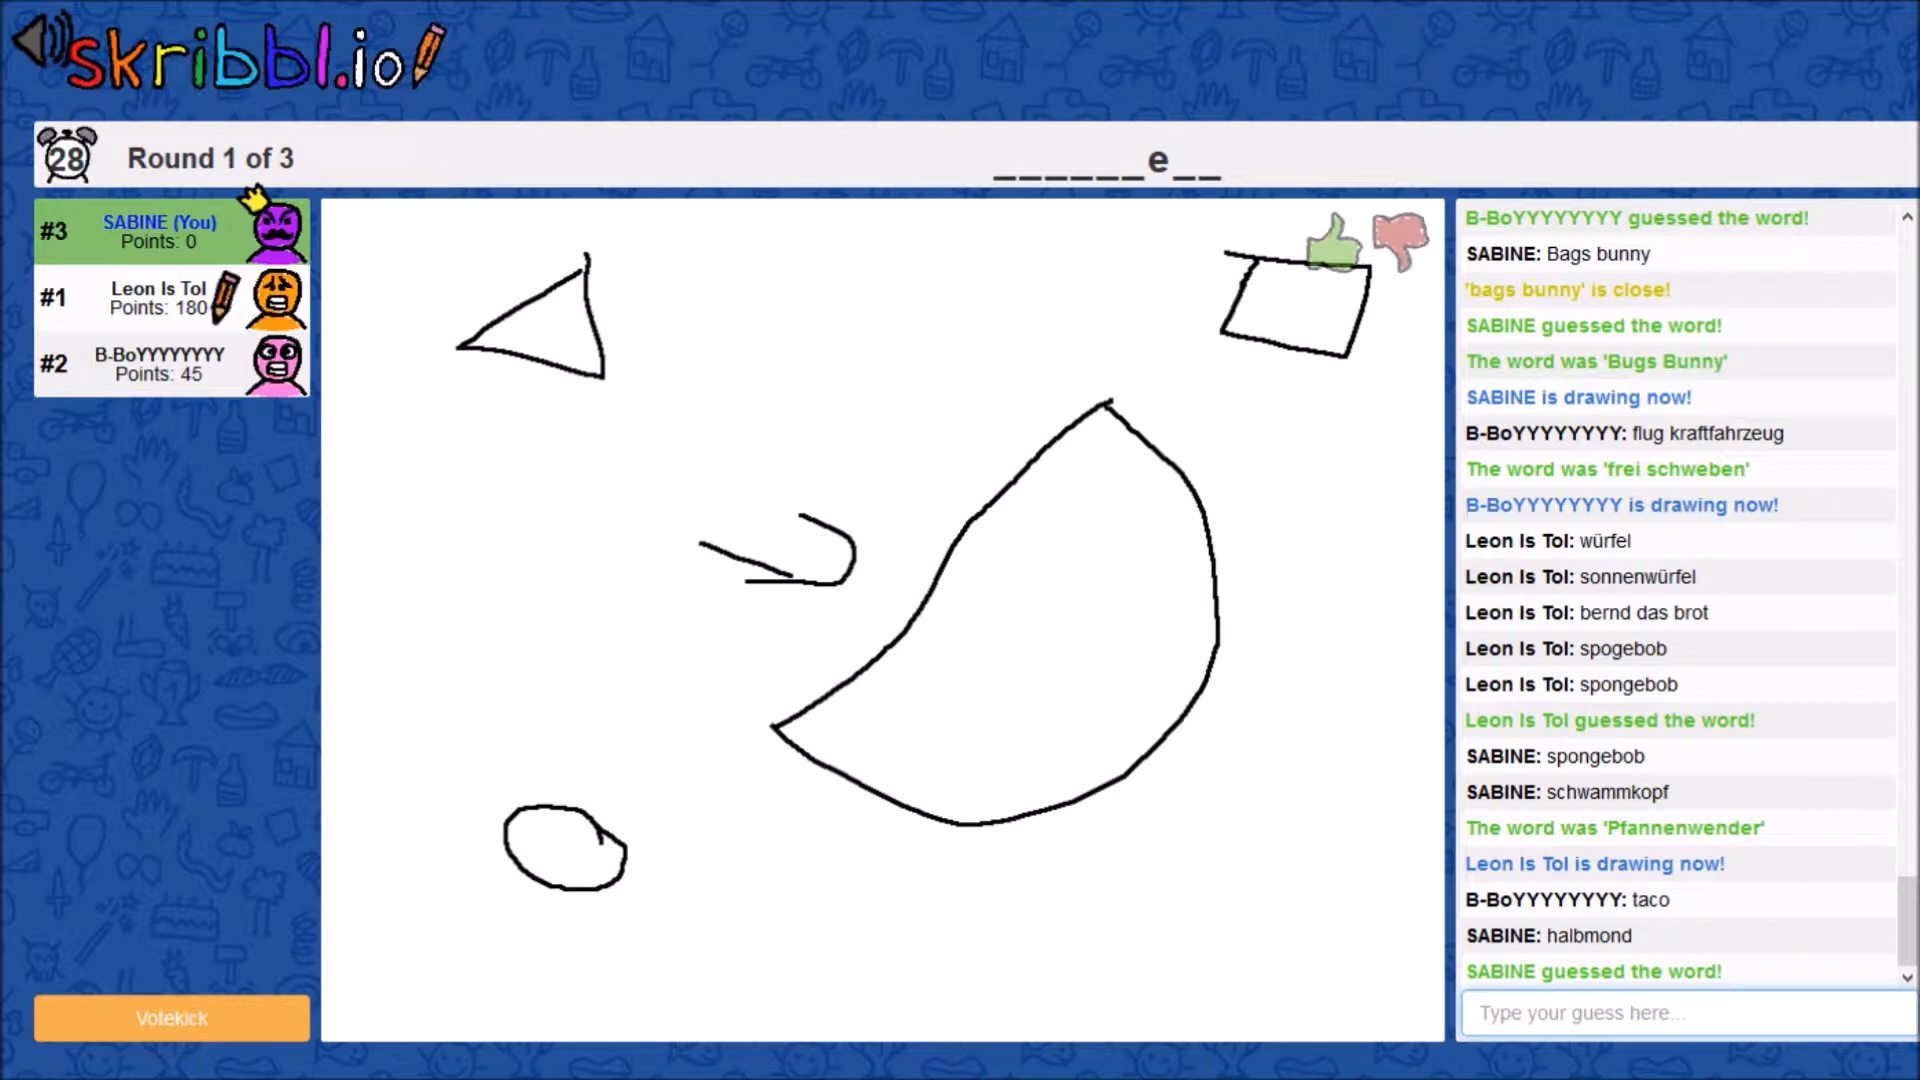 skribbl.io
28
Round 1 of 3
______e__
#3
SABINE (You)
Points: 0
#1
Leon Is Tol
Points: 180
#2
B-BoYYYYYYYY
Points: 45
Votekick
B-BoYYYYYYYY guessed the word!
SABINE: Bags bunny
'bags bunny' is close!
SABINE guessed the word!
The word was 'Bugs Bunny'
SABINE is drawing now!
B-BoYYYYYYYY: flug kraftfahrzeug
The word was 'frei schweben'
B-BoYYYYYYYY is drawing now!
Leon Is Tol: würfel
Leon Is Tol: sonnenwürfel
Leon Is Tol: bernd das brot
Leon Is Tol: spogebob
Leon Is Tol: spongebob
Leon Is Tol guessed the word!
SABINE: spongebob
SABINE: schwammkopf
The word was 'Pfannenwender'
Leon Is Tol is drawing now!
B-BoYYYYYYYY: taco
SABINE: halbmond
SABINE guessed the word!
Type your guess here...